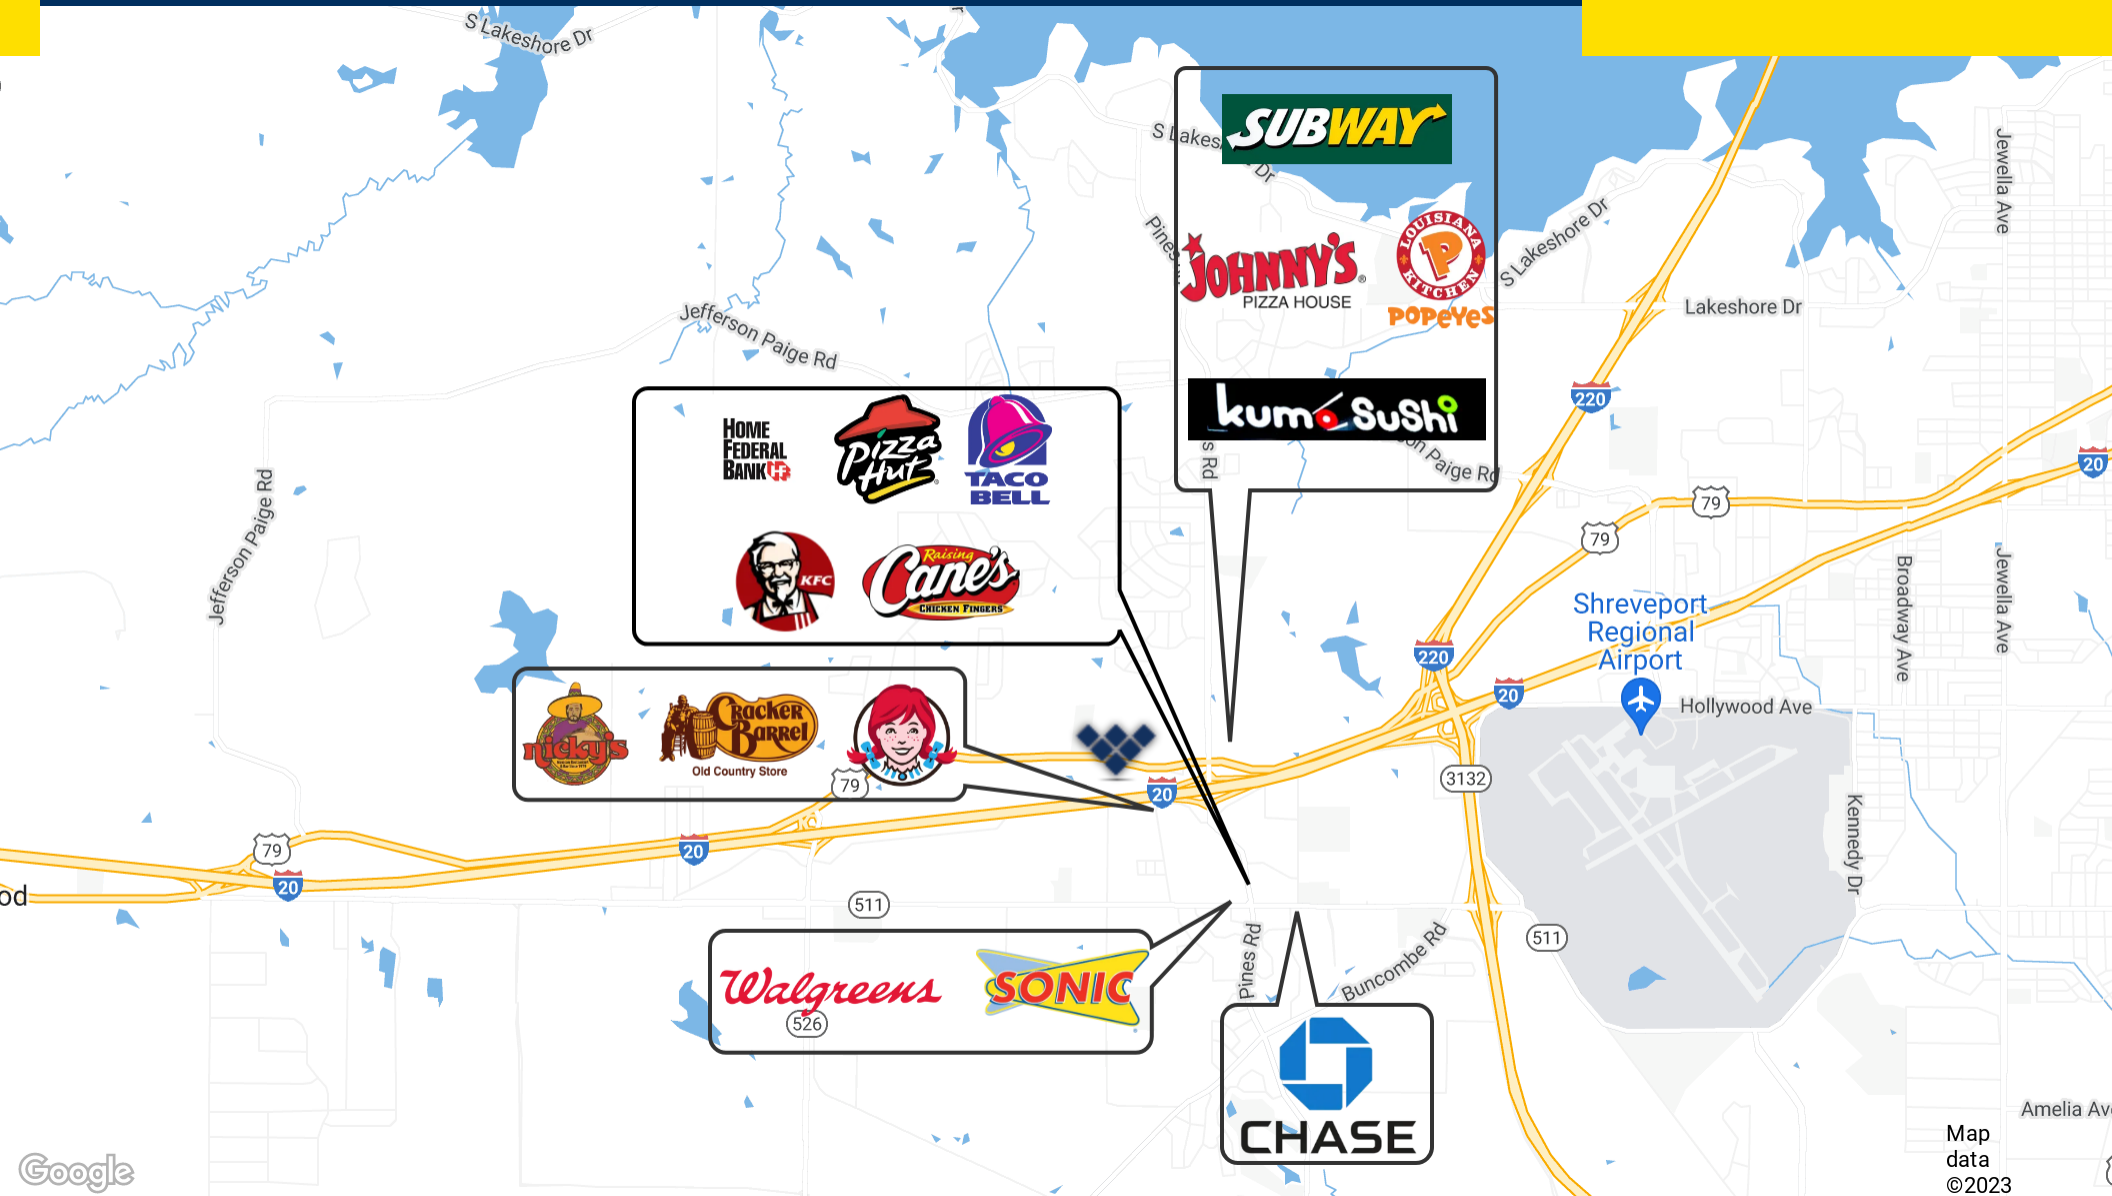 S Lakeshore Dr
SUBWAY
S Lakes
Dr
Jewella Ave
Pines
JOHNNY'S
PIZZA HOUSE
LOUISIANA
KITCHEN
POPEYES
S Lakeshore Dr
Lakeshore Dr
Jefferson Paige Rd
220
kumo SuSHi
HOME
FEDERAL
BANK
Pizza
Hut
TACO
BELL
s Rd
on Paige Rd
20
79
79
Jefferson Paige Rd
KFC
Raising
Cane's
CHICKEN FINGERS
Broadway Ave
Jewella Ave
Shreveport
Regional
Airport
220
20
Hollywood Ave
nicky's
Cracker
Barrel
Old Country Store
79
20
3132
79
20
20
Kennedy Dr
od
511
511
Pines Rd
Buncombe Rd
Walgreens
SONIC
526
CHASE
Amelia Av
Map
data
©2023
Google